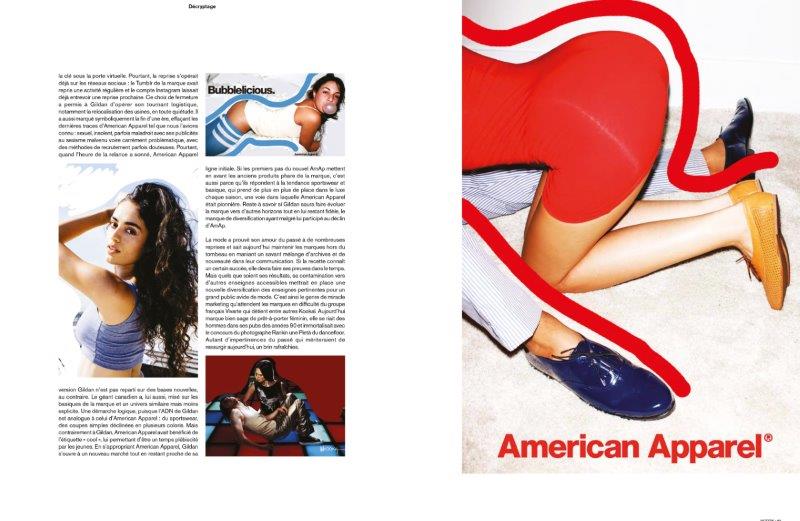 Décryptage
la clé sous la porte virtuelle. Pourtant, la reprise s'opérait
déjà sur les réseaux sociaux : le Tumblr de la marque avait
repris une activité régulière et le compte Instagram laissait
déjà entrevoir une reprise prochaine. Ce choix de fermeture
a permis à Gildan d'opérer son tournant logistique,
notamment la relocalisation des usines, en toute quiétude. Il
a aussi marqué symboliquement la fin d'une ère, effaçant les
dernières traces d'American Apparel tel que nous l'avions
connu : sexuel, insolent, parfois maladroit avec ses publicités
au sexisme malvenu voire carrément problématique, avec
des méthodes de recrutement parfois douteuses. Pourtant,
quand l'heure de la relance a sonné, American Apparel
version Gildan n'est pas reparti sur des bases nouvelles,
au contraire. Le géant canadien a, lui aussi, misé sur les
basiques de la marque et un univers similaire mais moins
explicite. Une démarche logique, puisque l'ADN de Gildan
est analogue à celui d'American Apparel : du sportswear,
des coupes simples déclinées en plusieurs coloris. Mais
contrairement à Gildan, American Apparel avait bénéficié de
l'étiquette « cool », lui permettant d'être un temps plébiscité
par les jeunes. En s'appropriant American Apparel, Gildan
s'ouvre à un nouveau marché tout en restant proche de sa
Bubblelicious.
American Apparel
ligne initiale. Si les premiers pas du nouvel AmAp mettent
en avant les anciens produits phare de la marque, c'est
aussi parce qu'ils répondent à la tendance sportswear et
basique, qui prend de plus en plus de place dans le luxe
chaque saison, une voie dans laquelle American Apparel
était pionnière. Reste à savoir si Gildan saura faire évoluer
la marque vers d'autres horizons tout en lui restant fidèle, le
manque de diversification ayant malgré lui participé au déclin
d'AmAp.
La mode a prouvé son amour du passé à de nombreuses
reprises et sait aujourd'hui maintenir les marques hors du
tombeau en maniant un savant mélange d'archives et de
nouveauté dans leur communication. Si la recette connaît
un certain succès, elle devra faire ses preuves dans le temps.
Mais quels que soient ses résultats, sa contamination vers
d'autres enseignes accessibles mettrait en place une
nouvelle diversification des enseignes pertinentes pour un
grand public avide de mode. C'est ainsi le genre de miracle
marketing qu'attendent les marques en difficulté du groupe
français Vivarte qui détient entre autres Kookaï. Aujourd'hui
marque bien sage de prêt-à-porter féminin, elle se riait des
hommes dans ses pubs des années 90 et immortalisait avec
le concours du photographe Rankin une Pietà du dancefloor.
Autant d'impertinences du passé qui mériteraient de
ressurgir aujourd'hui, un brin rafraîchies.
American Apparel®